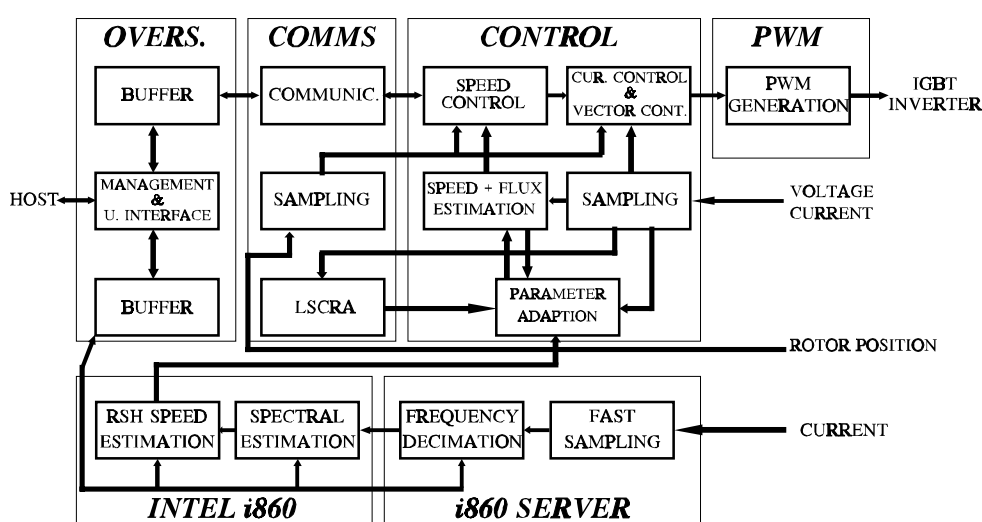 OVERS.
COMMS
CONTROL
PWM
BUFFER
COMMUNIC.
SPEED
CONTROL
CUR. CONTROL
&
VECTOR CONT.
PWM
GENERATION
IGBT
INVERTER
HOST
MANAGEMENT
&
U. INTERFACE
SAMPLING
SPEED + FLUX
ESTIMATION
SAMPLING
VOLTAGE
CURRENT
BUFFER
LSCRA
PARAMETER
ADAPTION
ROTOR POSITION
RSH SPEED
ESTIMATION
SPECTRAL
ESTIMATION
FREQUENCY
DECIMATION
FAST
SAMPLING
CURRENT
INTEL i860
i860 SERVER